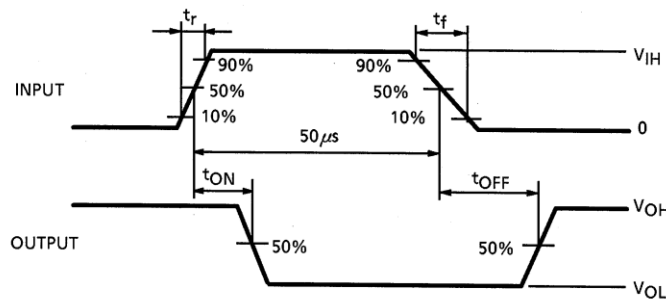 tr
tf
VIH
90%
90%
INPUT
50%
50%
10%
10%
0
50μs
tON
tOFF
VOH
OUTPUT
50%
50%
VOL